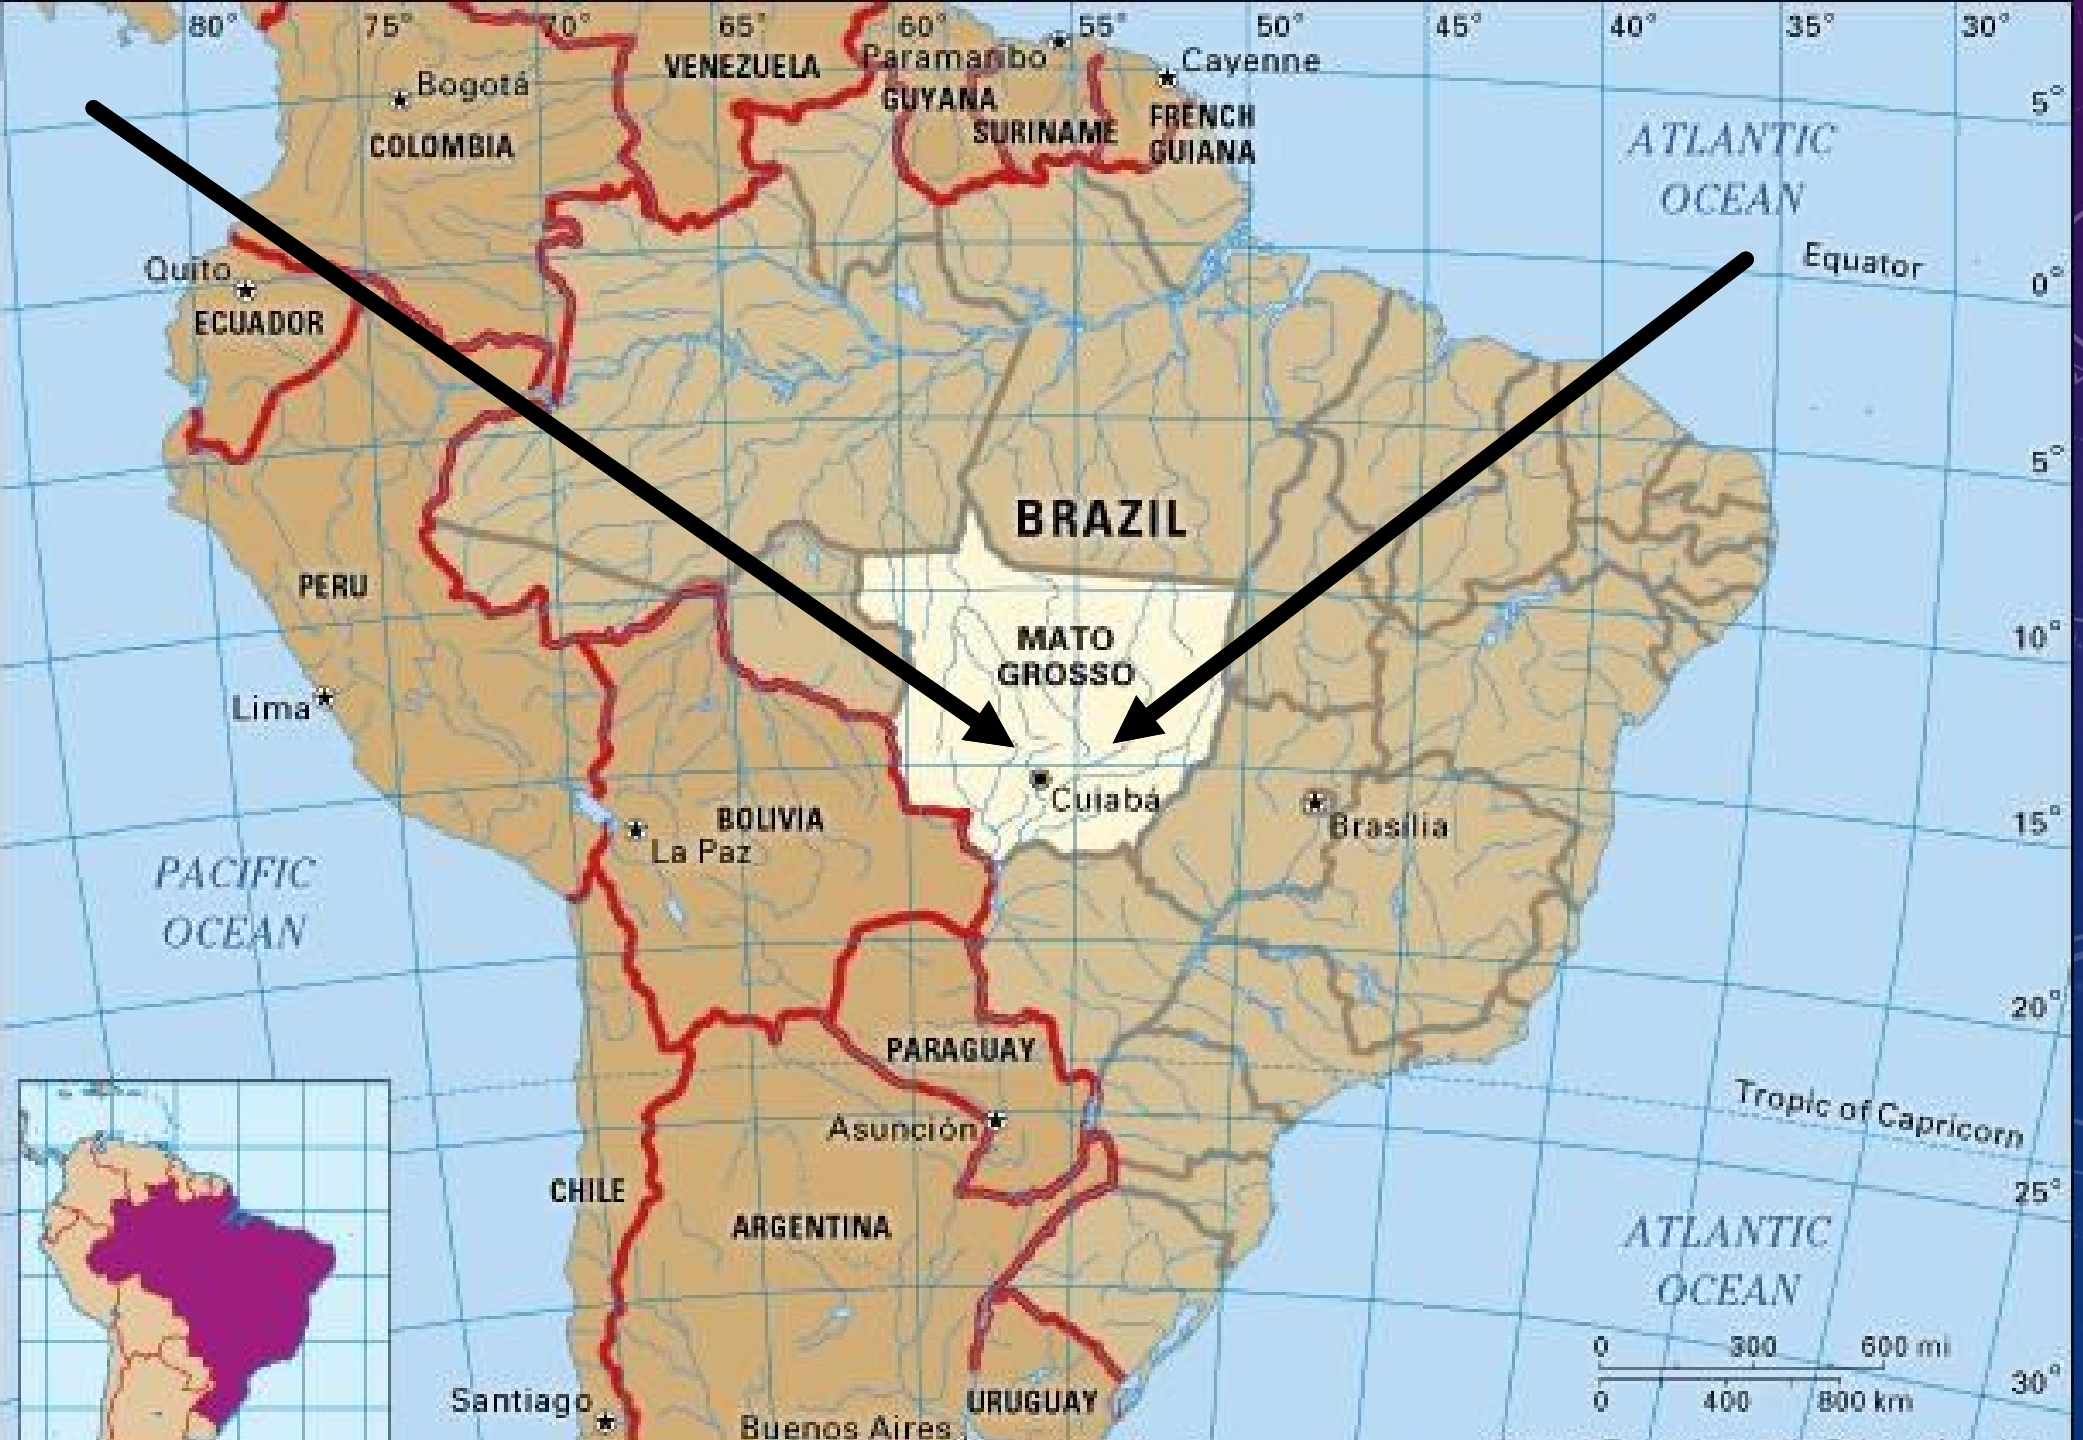 80° 75° 70° 65° 60° 55° 50° 45° 40° 35° 30°
VENEZUELA
Paramaribo
Cayenne
Bogotá
GUYANA
5°
FRENCH
GUIANA
SURINAME
COLOMBIA
ATLANTIC
OCEAN
Equator
Quito
0°
ECUADOR
5°
BRAZIL
PERU
MATO
GROSSO
10°
Lima
Cuiabá
BOLIVIA
Brasília
15°
La Paz
PACIFIC
OCEAN
20°
PARAGUAY
Tropic of Capricorn
Asunción
CHILE
25°
ARGENTINA
ATLANTIC
OCEAN
0 300 600 mi
0 400 800 km
30°
Santiago
URUGUAY
Buenos Aires